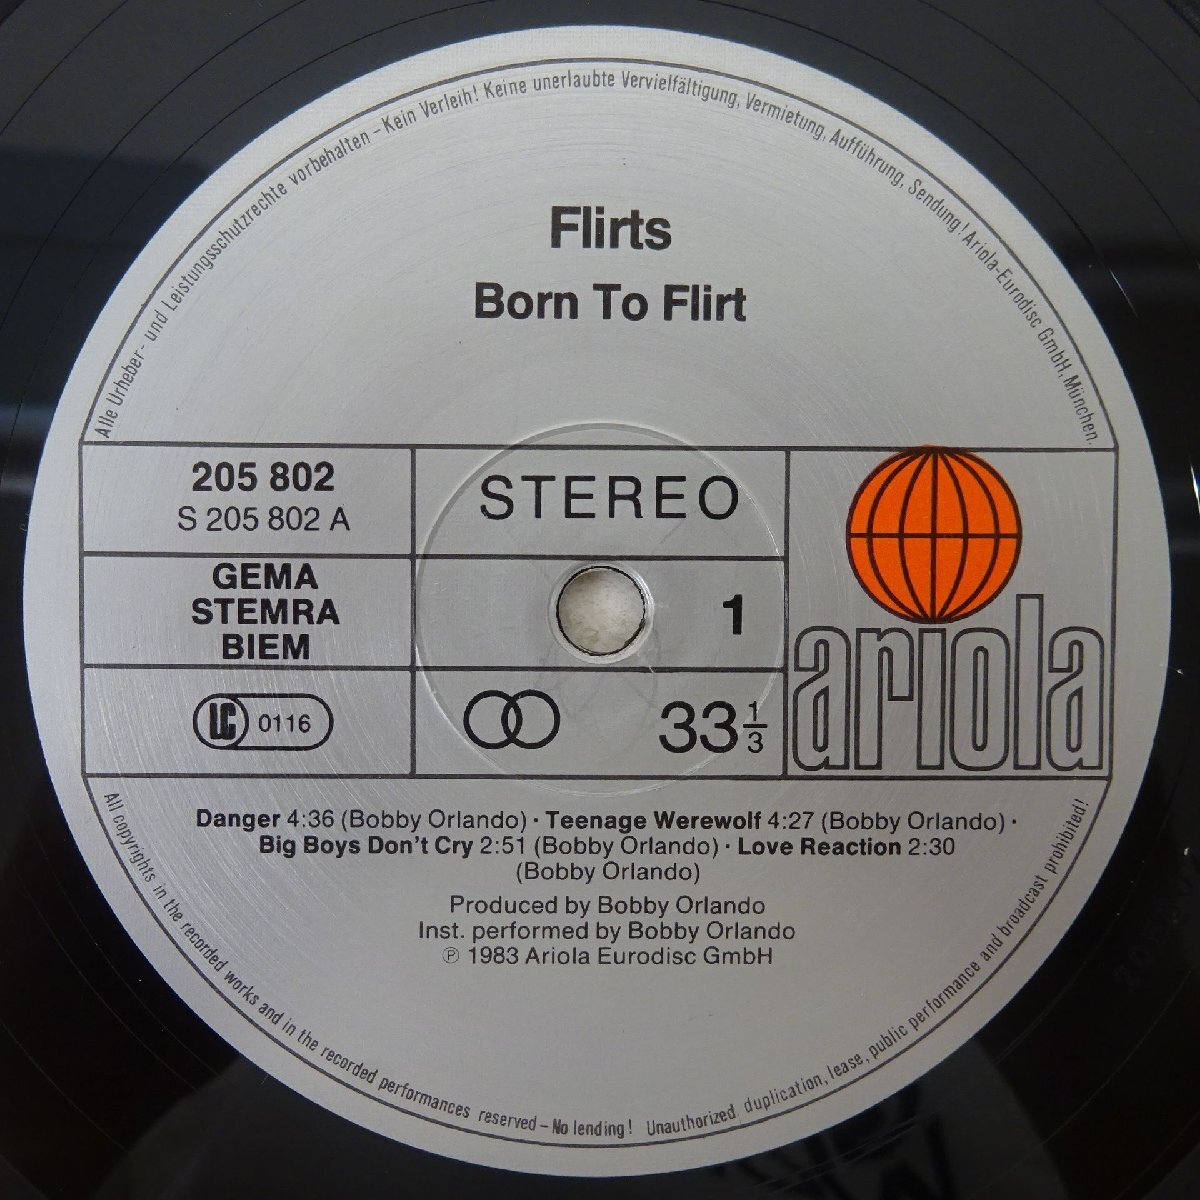 Alle Urheber- und Leistungsschutzrechte vorbehalten – Kein Verleih! Keine unerlaubte Vervielfältigung, Vermietung, Aufführung, Sendung! Ariola-Eurodisc GmbH, München.
Flirts
Born To Flirt
205 802
S 205 802 A
STEREO
GEMA
STEMRA
BIEM
1
LC 0116
33 1/3
ariola
Danger 4:36 (Bobby Orlando) · Teenage Werewolf 4:27 (Bobby Orlando) ·
Big Boys Don't Cry 2:51 (Bobby Orlando) · Love Reaction 2:30
(Bobby Orlando)
Produced by Bobby Orlando
Inst. performed by Bobby Orlando
℗ 1983 Ariola Eurodisc GmbH
All copyrights in the recorded works and in the recorded performances reserved – No lending! Unauthorized duplication, lease, public performance and broadcast prohibited!